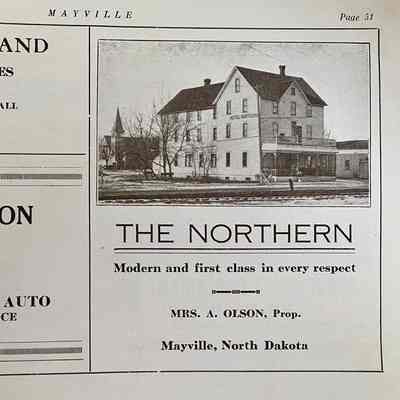 MAYVILLE Page 51
AND
ES
ALL
ON
AUTO
CE
THE NORTHERN
Modern and first class in every respect
MRS. A. OLSON, Prop.
Mayville, North Dakota